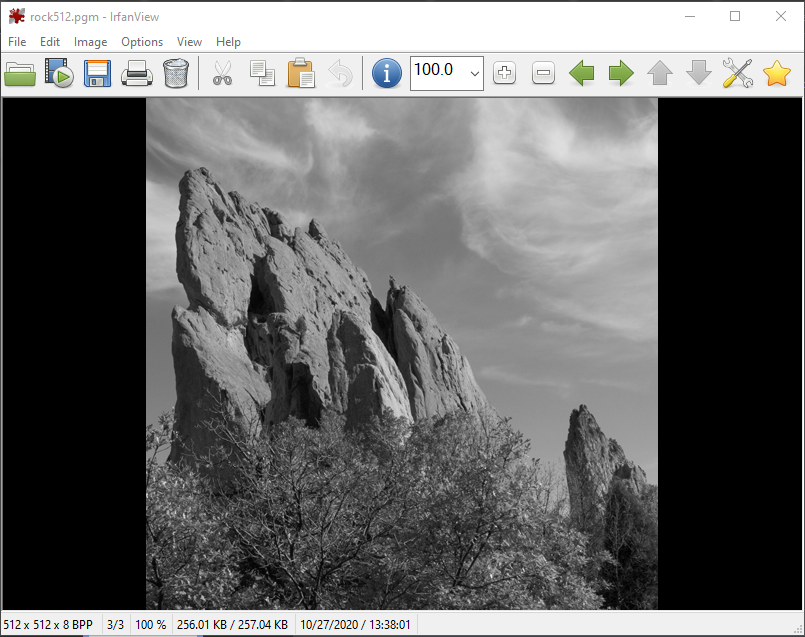 rock512.pgm - IrfanView
File Edit Image Options View Help
100.0
512 x 512 x 8 BPP 3/3 100 % 256.01 KB / 257.04 KB 10/27/2020 / 13:38:01